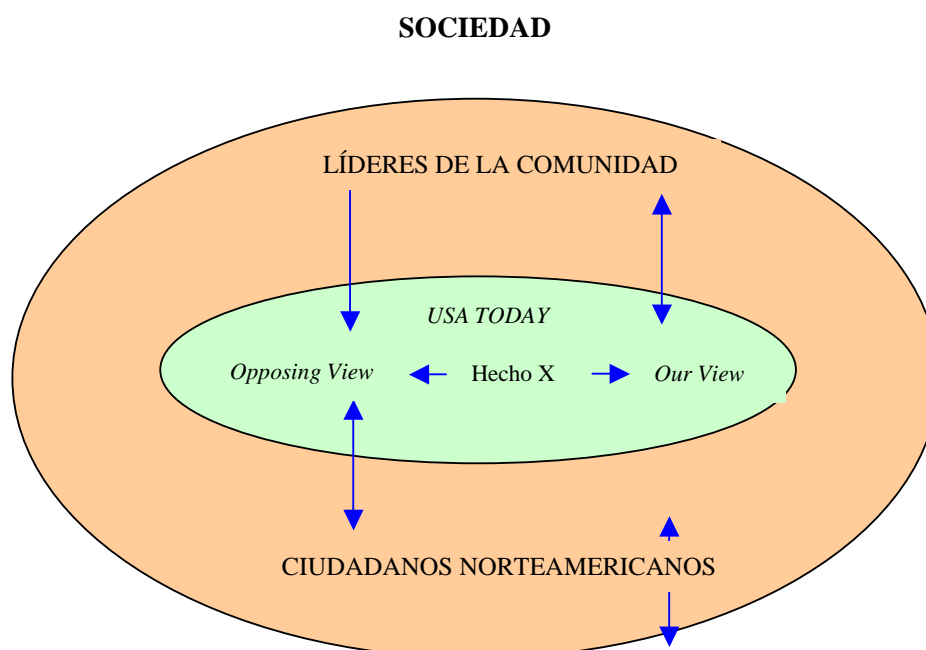 SOCIEDAD
LÍDERES DE LA COMUNIDAD
USA TODAY
Opposing View
Hecho X
Our View
CIUDADANOS NORTEAMERICANOS